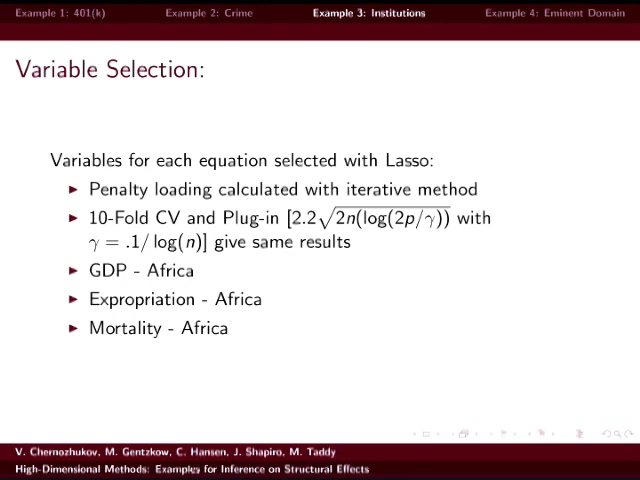 Example 1: 401(k) Example 2: Crime Example 3: Institutions Example 4: Eminent Domain
Variable Selection:
Variables for each equation selected with Lasso:
▶ Penalty loading calculated with iterative method
▶ 10-Fold CV and Plug-in [2.2√2n(log(2p/γ)) with
γ = .1/ log(n)] give same results
▶ GDP - Africa
▶ Expropriation - Africa
▶ Mortality - Africa
V. Chernozhukov, M. Gentzkow, C. Hansen, J. Shapiro, M. Taddy
High-Dimensional Methods: Examples for Inference on Structural Effects